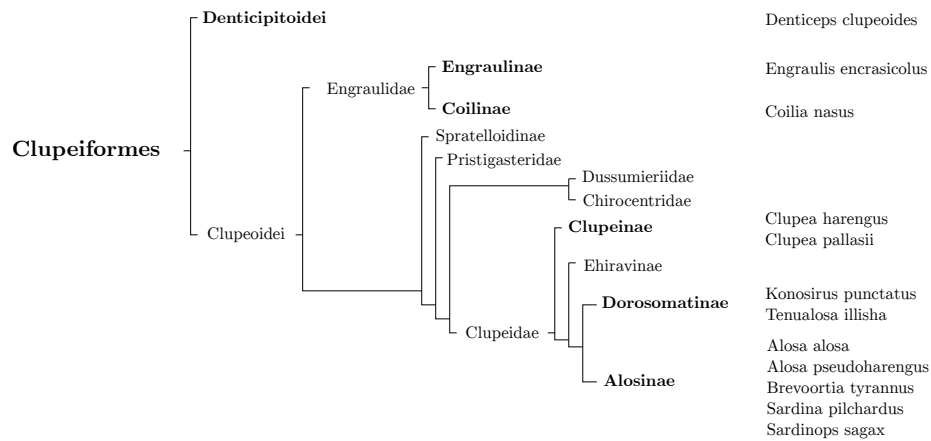 Denticipitoidei
Denticeps clupeoides
Engraulinae
Engraulis encrasicolus
Engraulidae
Coilinae
Coilia nasus
Spratelloidinae
Clupeiformes
Pristigasteridae
Dussumieriidae
Chirocentridae
Clupeinae
Clupea harengus
Clupea pallasii
Clupeoidei
Ehiravinae
Dorosomatinae
Konosirus punctatus
Tenualosa illisha
Clupeidae
Alosa alosa
Alosa pseudoharengus
Alosinae
Brevoortia tyrannus
Sardina pilchardus
Sardinops sagax